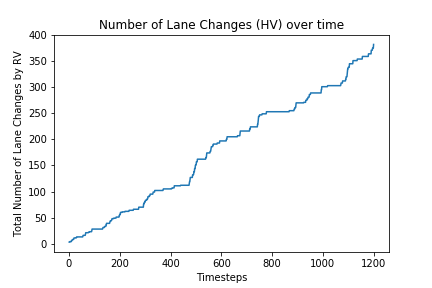 Number of Lane Changes (HV) over time
Total Number of Lane Changes by RV
400
350
300
250
200
150
100
50
0
0 200 400 600 800 1000 1200
Timesteps